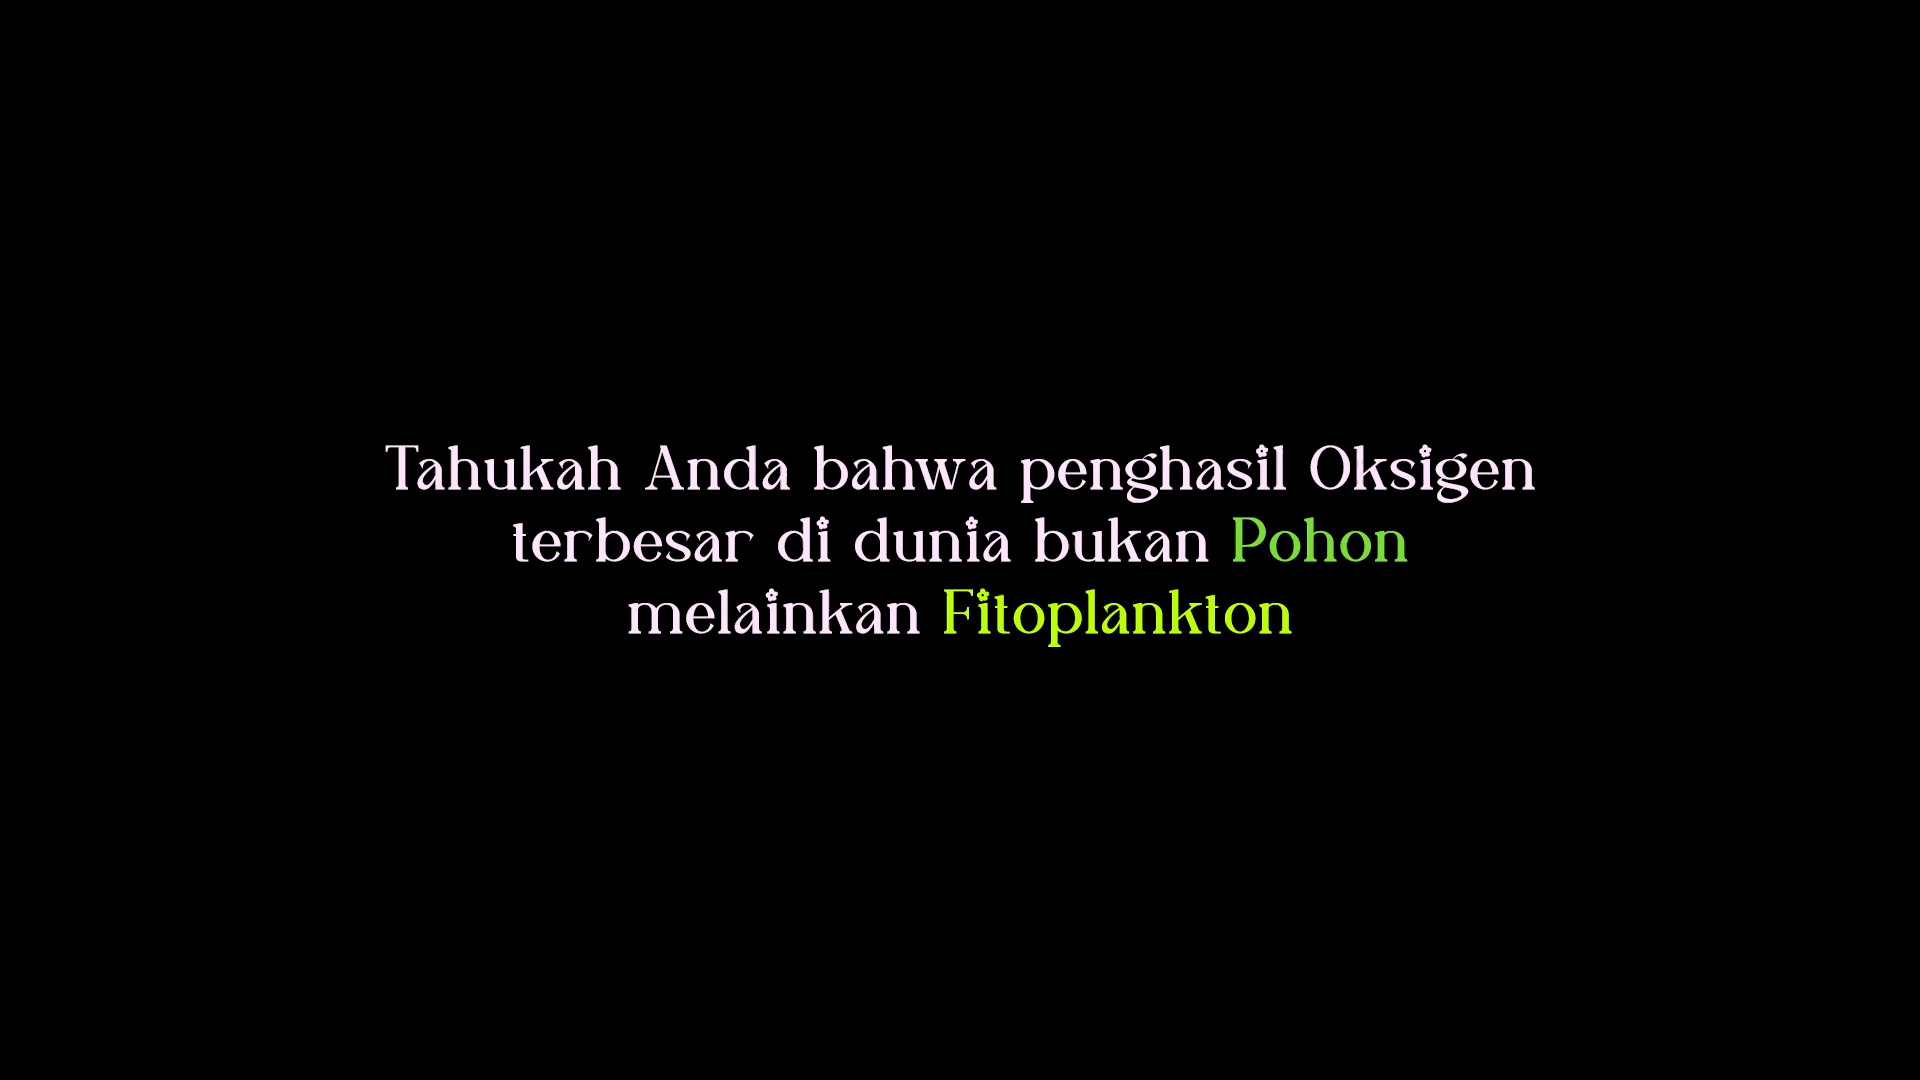 Tahukah Anda bahwa penghasil Oksigen
terbesar di dunia bukan Pohon
melainkan Fitoplankton